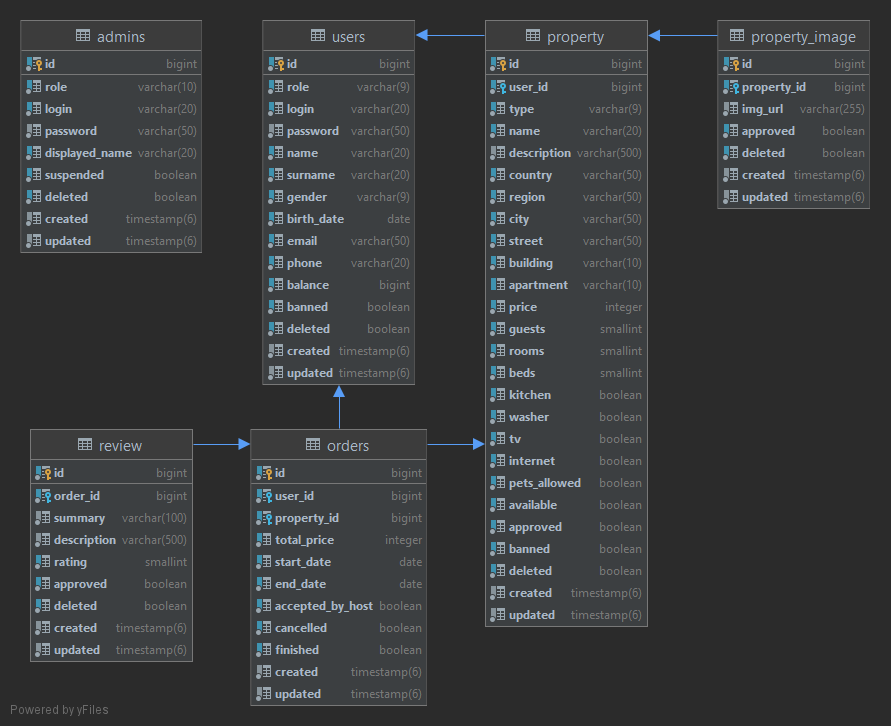 admins
id bigint
role varchar(10)
login varchar(20)
password varchar(50)
displayed_name varchar(20)
suspended boolean
deleted boolean
created timestamp(6)
updated timestamp(6)
users
id bigint
role varchar(9)
login varchar(20)
password varchar(50)
name varchar(20)
surname varchar(20)
gender varchar(9)
birth_date date
email varchar(50)
phone varchar(20)
balance bigint
banned boolean
deleted boolean
created timestamp(6)
updated timestamp(6)
property
id bigint
user_id bigint
type varchar(9)
name varchar(20)
description varchar(500)
country varchar(50)
region varchar(50)
city varchar(50)
street varchar(50)
building varchar(10)
apartment varchar(10)
price integer
guests smallint
rooms smallint
beds smallint
kitchen boolean
washer boolean
tv boolean
internet boolean
pets_allowed boolean
available boolean
approved boolean
banned boolean
deleted boolean
created timestamp(6)
updated timestamp(6)
property_image
id bigint
property_id bigint
img_url varchar(255)
approved boolean
deleted boolean
created timestamp(6)
updated timestamp(6)
review
id bigint
order_id bigint
summary varchar(100)
description varchar(500)
rating smallint
approved boolean
deleted boolean
created timestamp(6)
updated timestamp(6)
orders
id bigint
user_id bigint
property_id bigint
total_price integer
start_date date
end_date date
accepted_by_host boolean
cancelled boolean
finished boolean
created timestamp(6)
updated timestamp(6)
Powered by yFiles